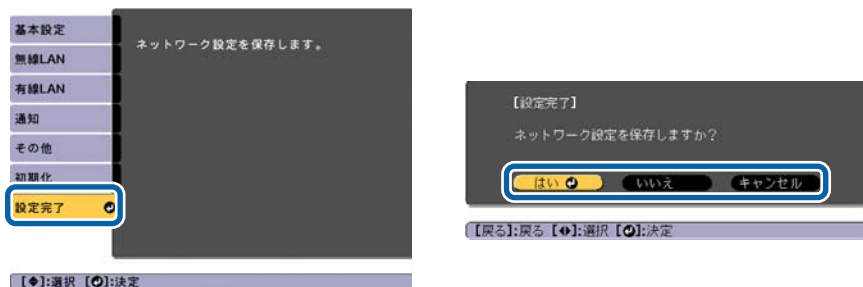 基本設定
無線LAN
有線LAN
通知
その他
初期化
設定完了
ネットワーク設定を保存します。
[◆]:選択 [⏎]:決定
【設定完了】
ネットワーク設定を保存しますか？
はい いいえ キャンセル
【戻る】:戻る 【◆】:選択 【⏎】:決定